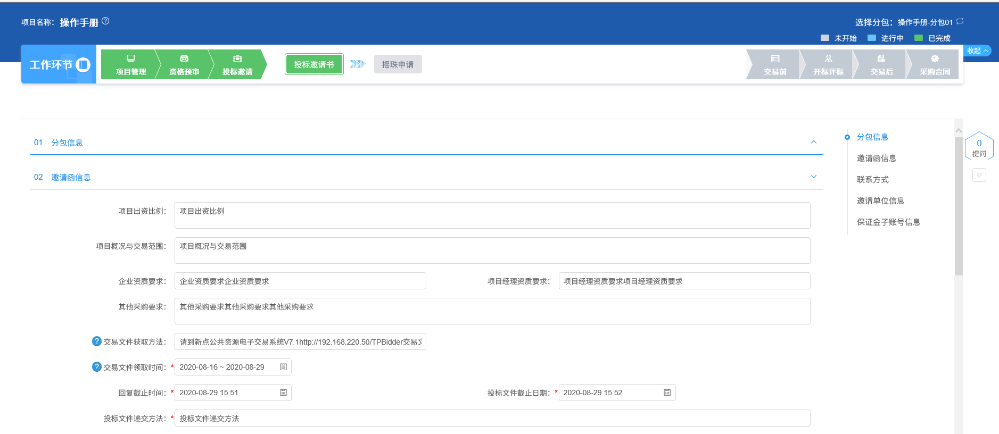 项目名称： 操作手册
选择分包： 操作手册-分包01
未开始 进行中 已完成
工作环节
项目管理 资格预审 投标邀请
投标邀请书 摇珠申请
交易前 开标评标 交易后 采购合同
收起
01 分包信息
02 邀请函信息
项目出资比例： 项目出资比例
项目概况与交易范围： 项目概况与交易范围
企业资质要求： 企业资质要求企业资质要求
项目经理资质要求： 项目经理资质要求项目经理资质要求
其他采购要求： 其他采购要求其他采购要求其他采购要求
? 交易文件获取方法： 请到新点公共资源电子交易系统V7.1http://192.168.220.50/TPBidder交易文
? 交易文件领取时间：* 2020-08-16 ~ 2020-08-29
回复截止时间：* 2020-08-29 15:51
投标文件截止日期：* 2020-08-29 15:52
投标文件递交方法：* 投标文件递交方法
分包信息
邀请函信息
联系方式
邀请单位信息
保证金子账号信息
0
提问